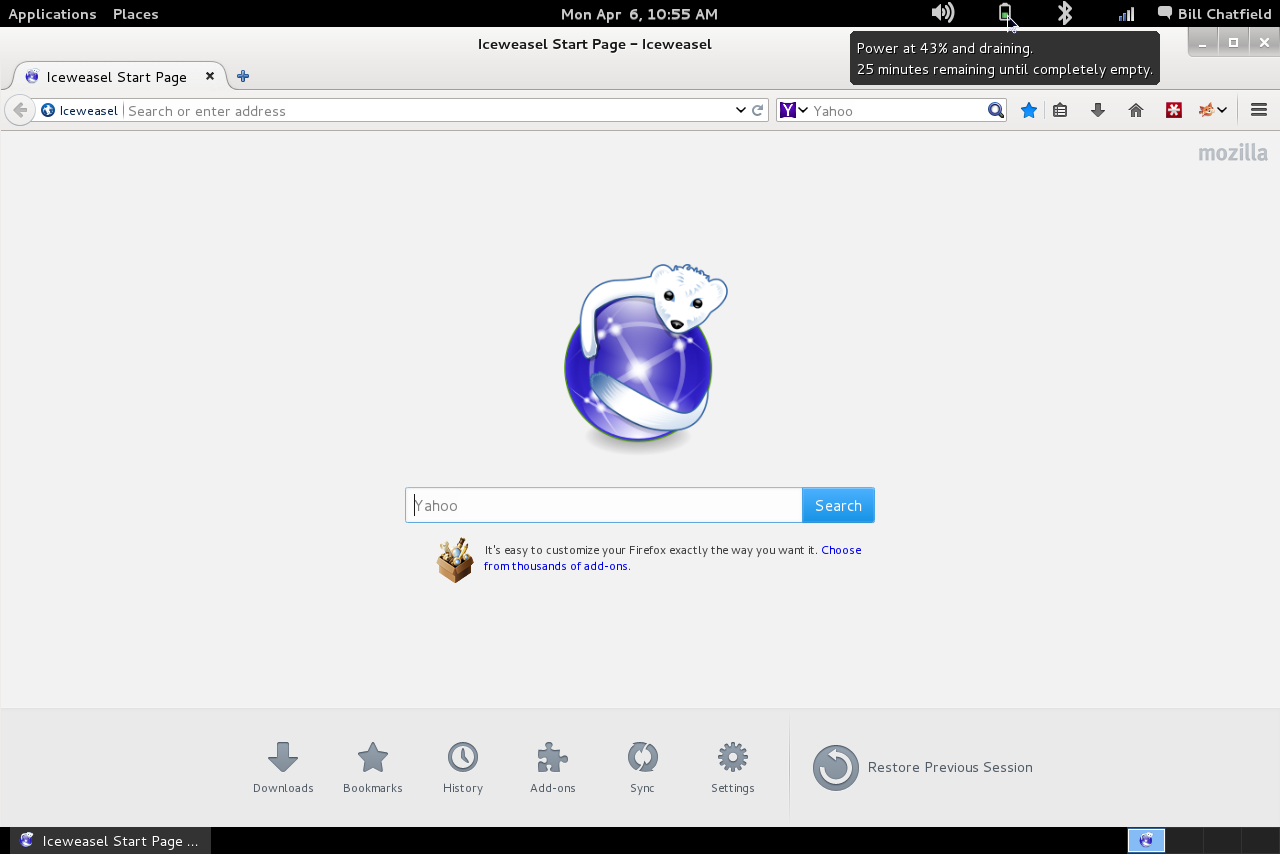 Applications Places Mon Apr 6, 10:55 AM Bill Chatfield
Iceweasel Start Page – Iceweasel
Power at 43% and draining.
25 minutes remaining until completely empty.
Iceweasel Start Page
Iceweasel Search or enter address Y Yahoo
mozilla
Yahoo Search
It's easy to customize your Firefox exactly the way you want it. Choose
from thousands of add-ons.
Downloads Bookmarks History Add-ons Sync Settings Restore Previous Session
Iceweasel Start Page ...